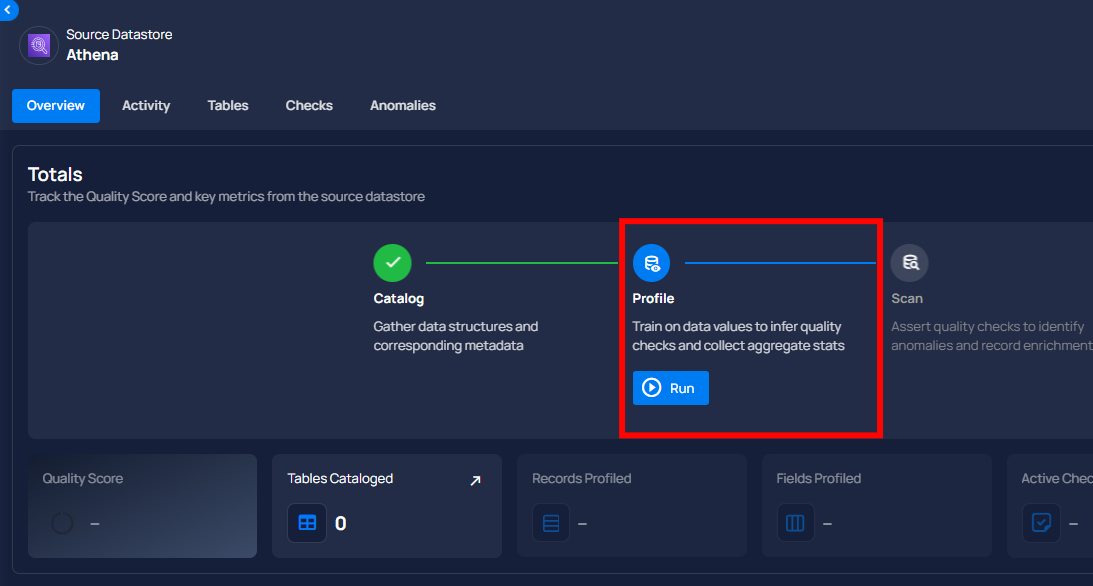 Source Datastore
Athena
Overview
Activity
Tables
Checks
Anomalies
Totals
Track the Quality Score and key metrics from the source datastore
Catalog
Gather data structures and
corresponding metadata
Profile
Train on data values to infer quality
checks and collect aggregate stats
Run
Scan
Assert quality checks to identify
anomalies and record enrichment
Quality Score
–
Tables Cataloged
0
Records Profiled
–
Fields Profiled
–
Active Chec
–